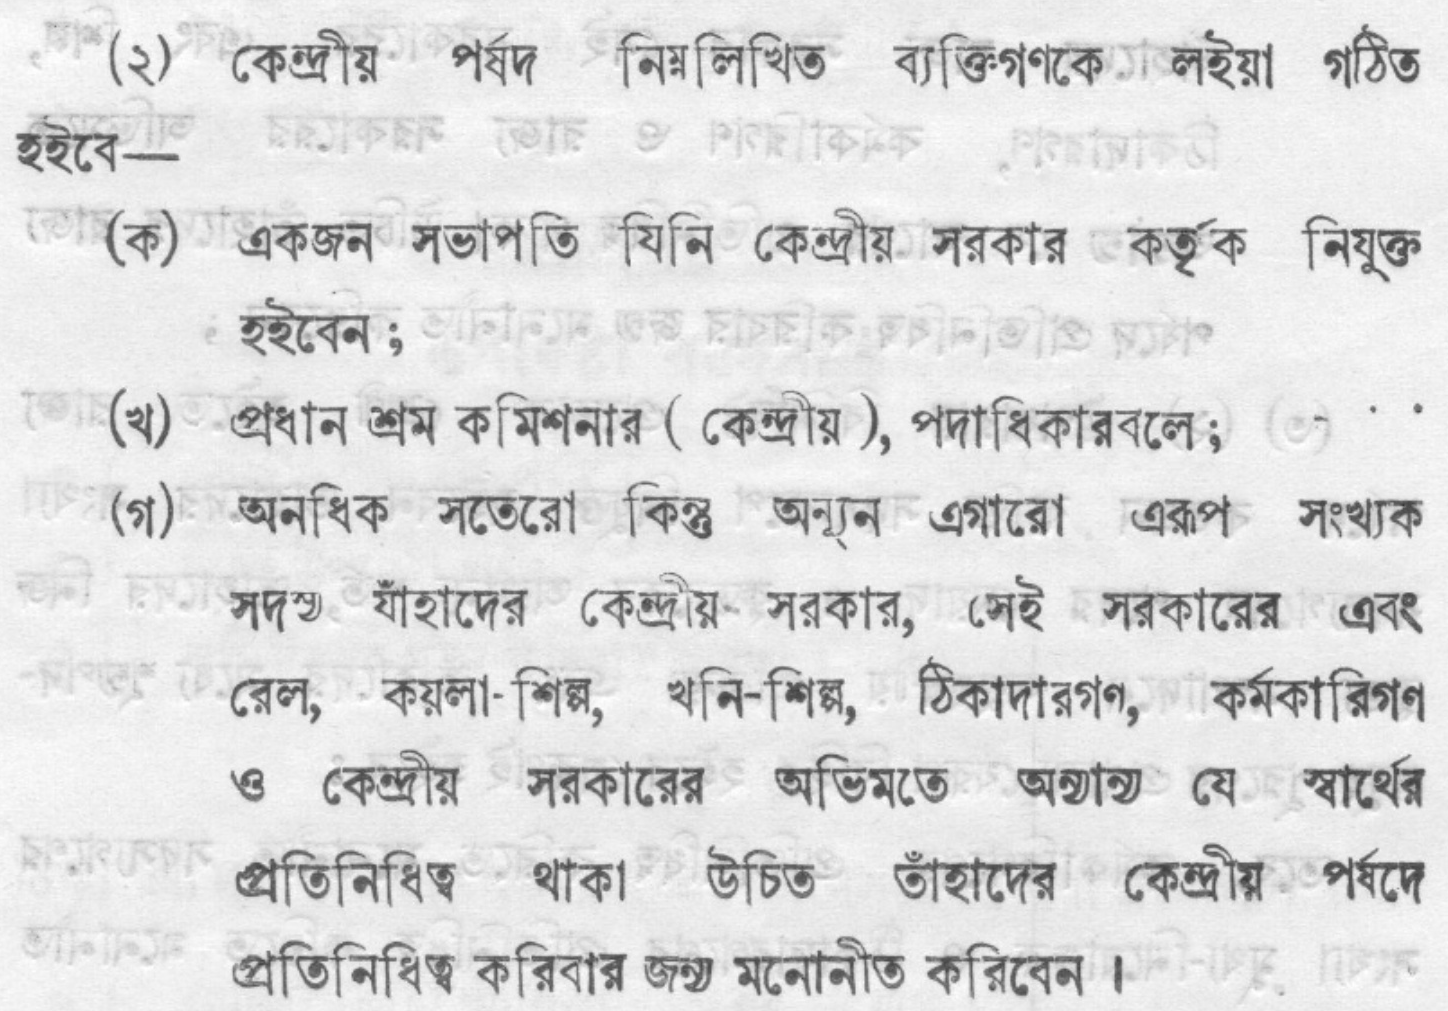 (২) কেন্দ্রীয় পর্ষদ নিম্নলিখিত ব্যক্তিগণকে লইয়া গঠিত
হইবে—
(ক) একজন সভাপতি যিনি কেন্দ্রীয় সরকার কর্তৃক নিযুক্ত
হইবেন ;
(খ) প্রধান শ্রম কমিশনার ( কেন্দ্রীয় ), পদাধিকারবলে ;
(গ) অনধিক সতেরো কিন্তু অন্যূন এগারো এরূপ সংখ্যক
সদস্য যাঁহাদের কেন্দ্রীয় সরকার, সেই সরকারের এবং
রেল, কয়লা-শিল্প, খনি-শিল্প, ঠিকাদারগণ, কর্মকারিগণ
ও কেন্দ্রীয় সরকারের অভিমতে অন্যান্য যে স্বার্থের
প্রতিনিধিত্ব থাকা উচিত তাঁহাদের কেন্দ্রীয় পর্ষদে
প্রতিনিধিত্ব করিবার জন্য মনোনীত করিবেন ।